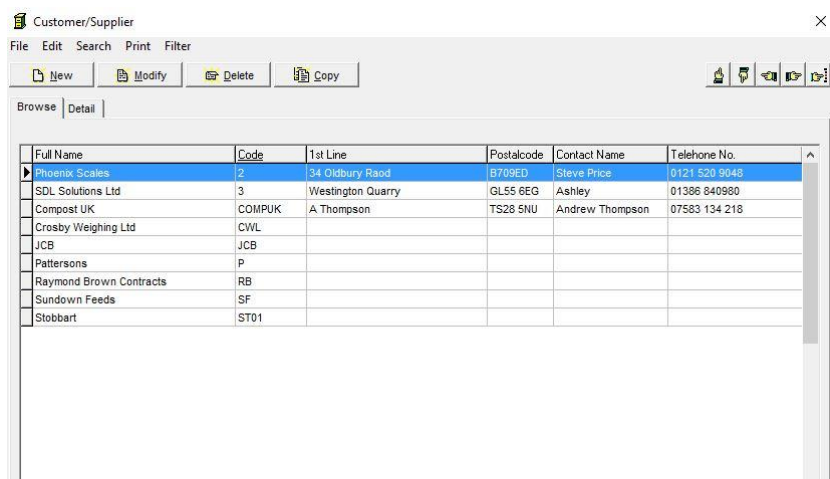 Customer/Supplier
File Edit Search Print Filter
New Modify Delete Copy
Browse Detail
Full Name Code 1st Line Postalcode Contact Name Telehone No.
Phoenix Scales 2 34 Oldbury Raod B709ED Steve Price 0121 520 9048
SDL Solutions Ltd 3 Westington Quarry GL55 6EG Ashley 01386 840980
Compost UK COMPUK A Thompson TS28 5NU Andrew Thompson 07583 134 218
Crosby Weighing Ltd CWL
JCB JCB
Pattersons P
Raymond Brown Contracts RB
Sundown Feeds SF
Stobbart ST01